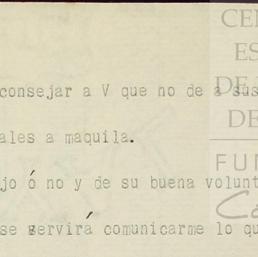 consejar a V que no de a sus
ales a maquila.
jo ó no y de su buena volunt
se servirá comunicarme lo qu
CE
ES
DE
DE
FUN
Ca